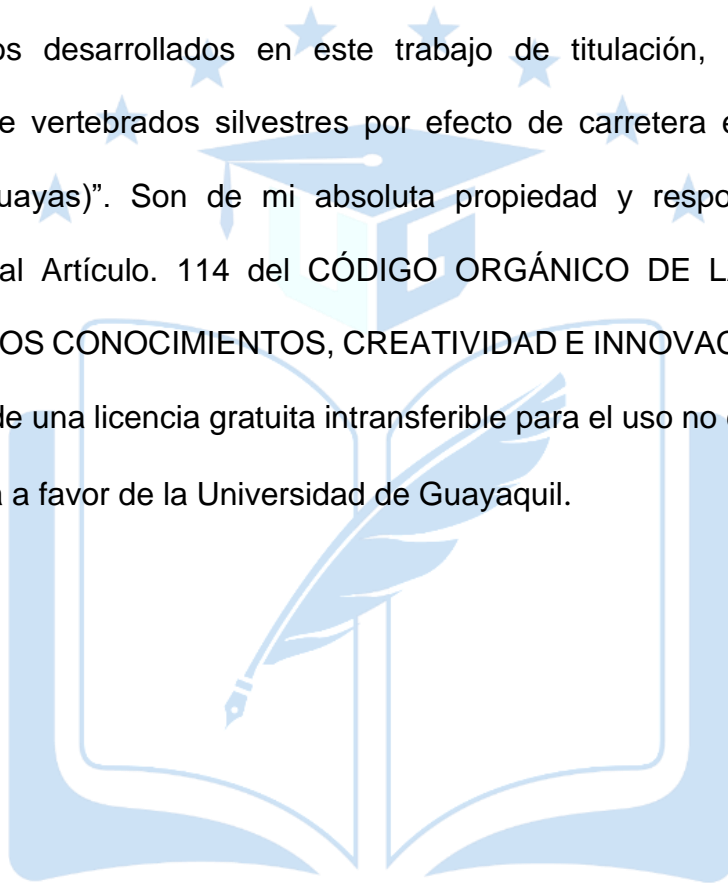 os desarrollados en este trabajo de titulación,
e vertebrados silvestres por efecto de carretera e
uayas)”. Son de mi absoluta propiedad y respo
al Artículo. 114 del CÓDIGO ORGÁNICO DE LA
OS CONOCIMIENTOS, CREATIVIDAD E INNOVAC
de una licencia gratuita intransferible para el uso no
a favor de la Universidad de Guayaquil.